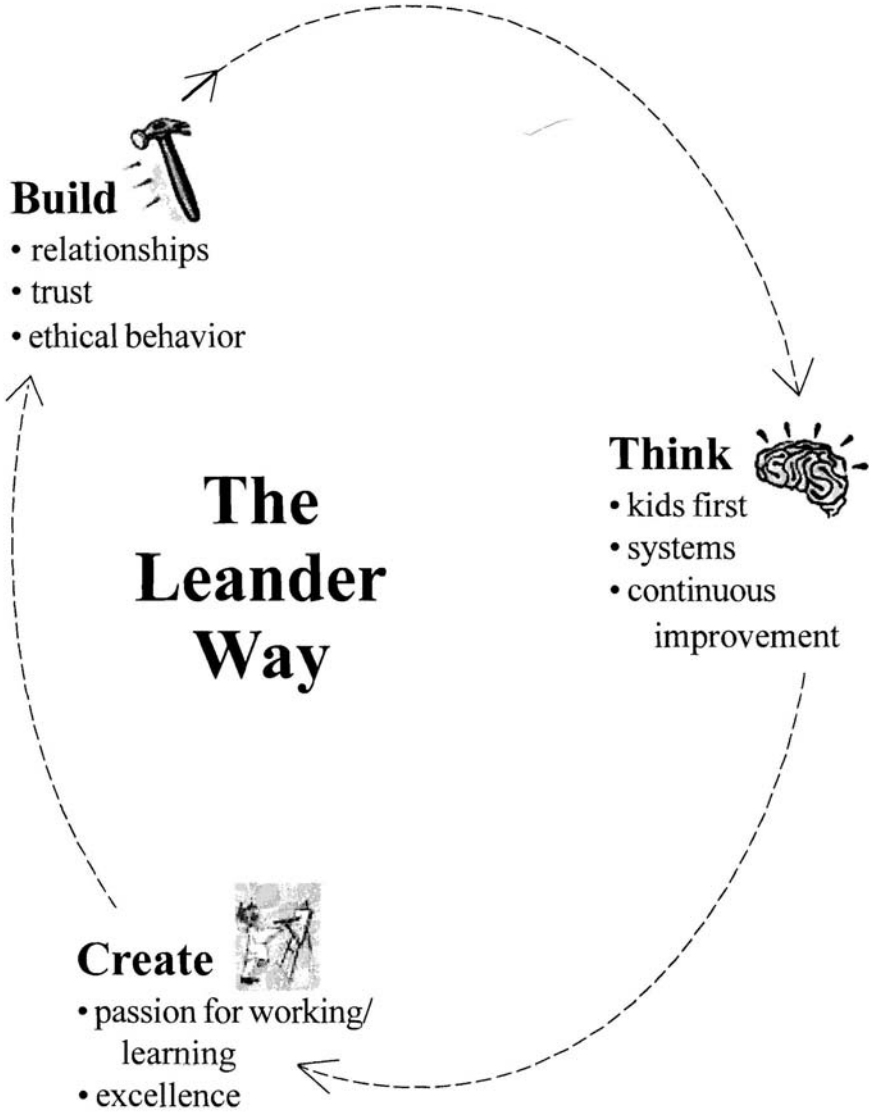 Build
• relationships
• trust
• ethical behavior
Think
• kids first
• systems
• continuous
improvement
The
Leander
Way
Create
• passion for working/
learning
• excellence